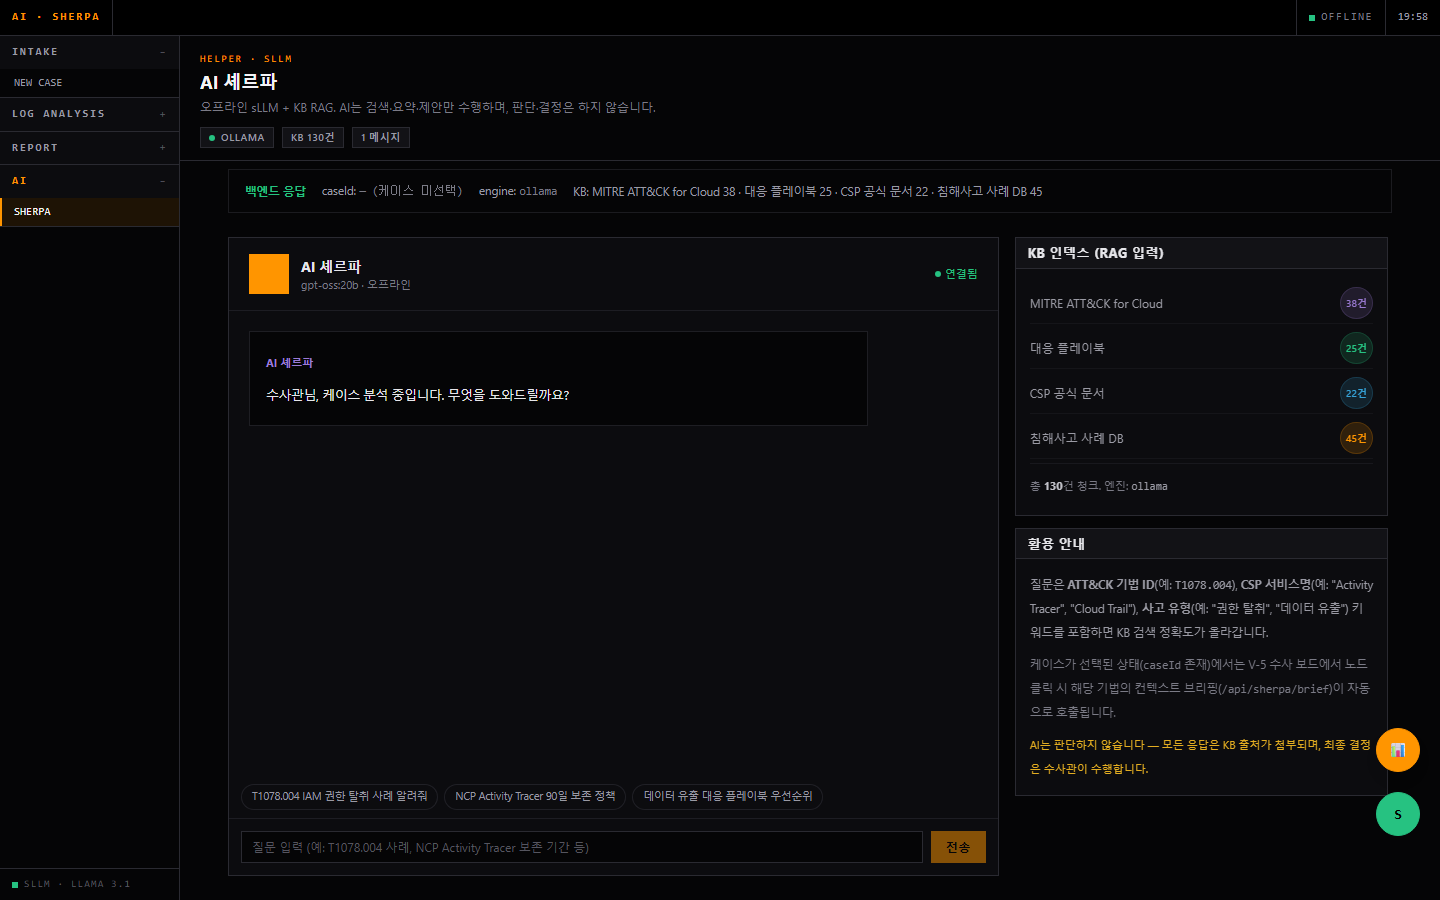 AI · SHERPA
OFFLINE
19:58
INTAKE −
NEW CASE
LOG ANALYSIS +
REPORT +
AI −
SHERPA
SLLM · LLAMA 3.1
HELPER · SLLM
AI 셰르파
오프라인 sLLM + KB RAG. AI는 검색·요약·제안만 수행하며, 판단·결정은 하지 않습니다.
OLLAMA
KB 130건
1 메시지
백엔드 응답 caseId: — (케이스 미선택) engine: ollama KB: MITRE ATT&CK for Cloud 38 · 대응 플레이북 25 · CSP 공식 문서 22 · 침해사고 사례 DB 45
AI 셰르파
gpt-oss:20b · 오프라인
연결됨
AI 셰르파
수사관님, 케이스 분석 중입니다. 무엇을 도와드릴까요?
T1078.004 IAM 권한 탈취 사례 알려줘
NCP Activity Tracer 90일 보존 정책
데이터 유출 대응 플레이북 우선순위
질문 입력 (예: T1078.004 사례, NCP Activity Tracer 보존 기간 등)
전송
KB 인덱스 (RAG 입력)
MITRE ATT&CK for Cloud 38건
대응 플레이북 25건
CSP 공식 문서 22건
침해사고 사례 DB 45건
총 130건 청크. 엔진: ollama
활용 안내
질문은 ATT&CK 기법 ID(예: T1078.004), CSP 서비스명(예: "Activity
Tracer", "Cloud Trail"), 사고 유형(예: "권한 탈취", "데이터 유출") 키
워드를 포함하면 KB 검색 정확도가 올라갑니다.
케이스가 선택된 상태(caseId 존재)에서는 V-5 수사 보드에서 노드
클릭 시 해당 기법의 컨텍스트 브리핑(/api/sherpa/brief)이 자동
으로 호출됩니다.
AI는 판단하지 않습니다 — 모든 응답은 KB 출처가 첨부되며, 최종 결정
은 수사관이 수행합니다.
S